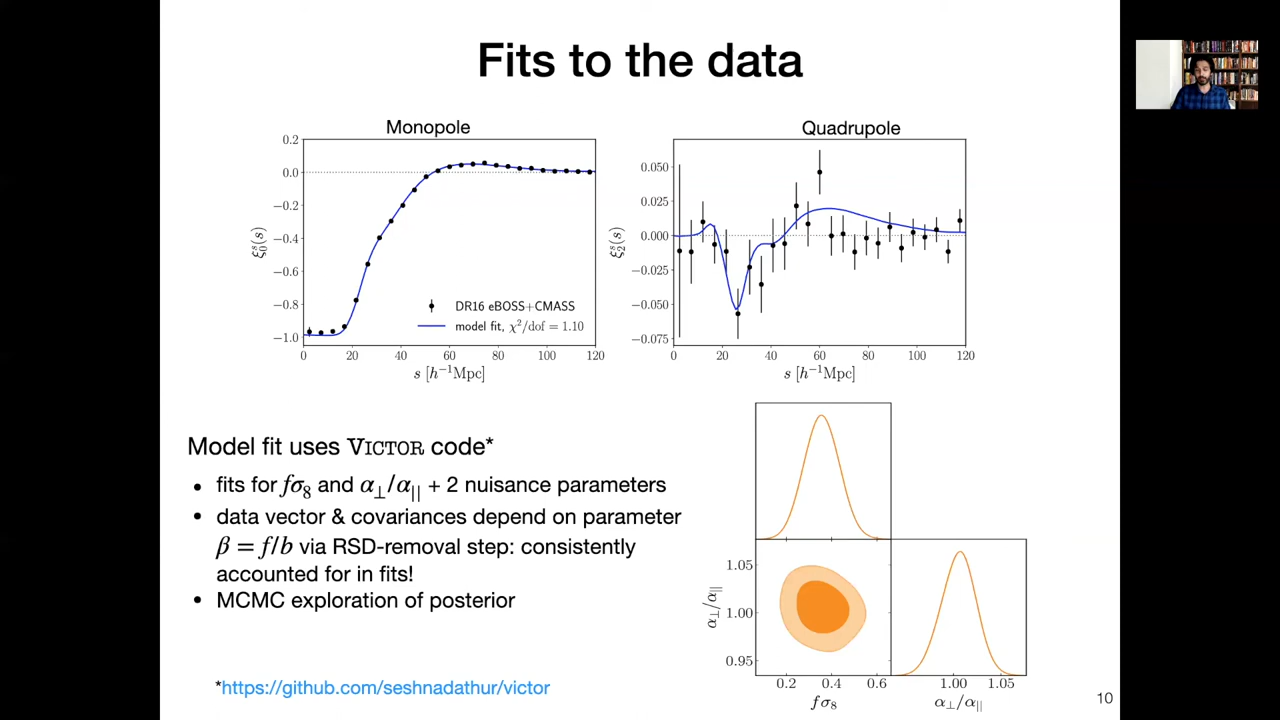 Fits to the data
Monopole
0.2
0.0
−0.2
−0.4
−0.6
−0.8
−1.0
ξ₀ˢ(s)
DR16 eBOSS+CMASS
model fit, χ²/dof = 1.10
0 20 40 60 80 100 120
s [h⁻¹Mpc]
Quadrupole
0.050
0.025
0.000
−0.025
−0.050
−0.075
ξ₂ˢ(s)
0 20 40 60 80 100 120
s [h⁻¹Mpc]
Model fit uses VICTOR code*
• fits for fσ₈ and α⊥/α|| + 2 nuisance parameters
• data vector & covariances depend on parameter
β = f/b via RSD-removal step: consistently
accounted for in fits!
• MCMC exploration of posterior
*https://github.com/seshnadathur/victor
1.05
1.00
0.95
α⊥/α||
0.2 0.4 0.6
fσ₈
1.00 1.05
α⊥/α||
10